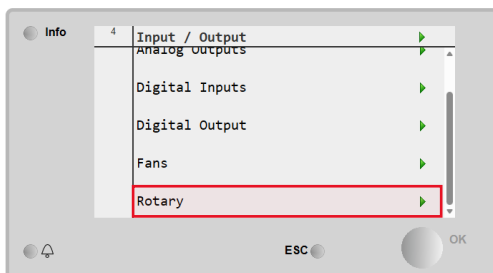 Info
4
Input / Output
Analog Outputs
Digital Inputs
Digital Output
Fans
Rotary
ESC
OK